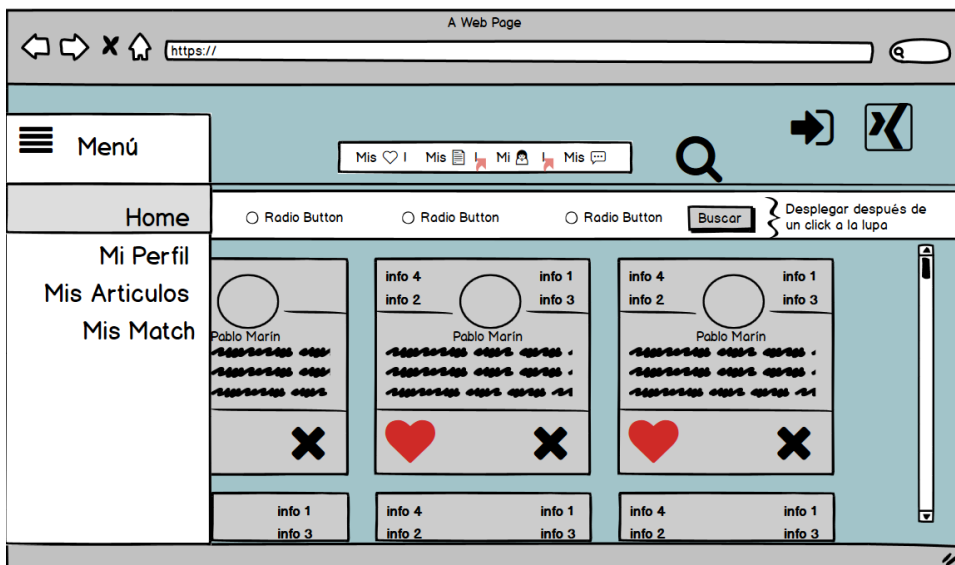 A Web Page
https://
Menú
Mis I Mis I Mi I Mis
Home
Radio Button Radio Button Radio Button Buscar
Desplegar después de
un click a la lupa
Mi Perfil
Mis Articulos
Mis Match
Pablo Marín
info 4 info 1
info 2 info 3
Pablo Marín
info 4 info 1
info 2 info 3
Pablo Marín
info 1
info 3
info 4 info 1
info 2 info 3
info 4 info 1
info 2 info 3